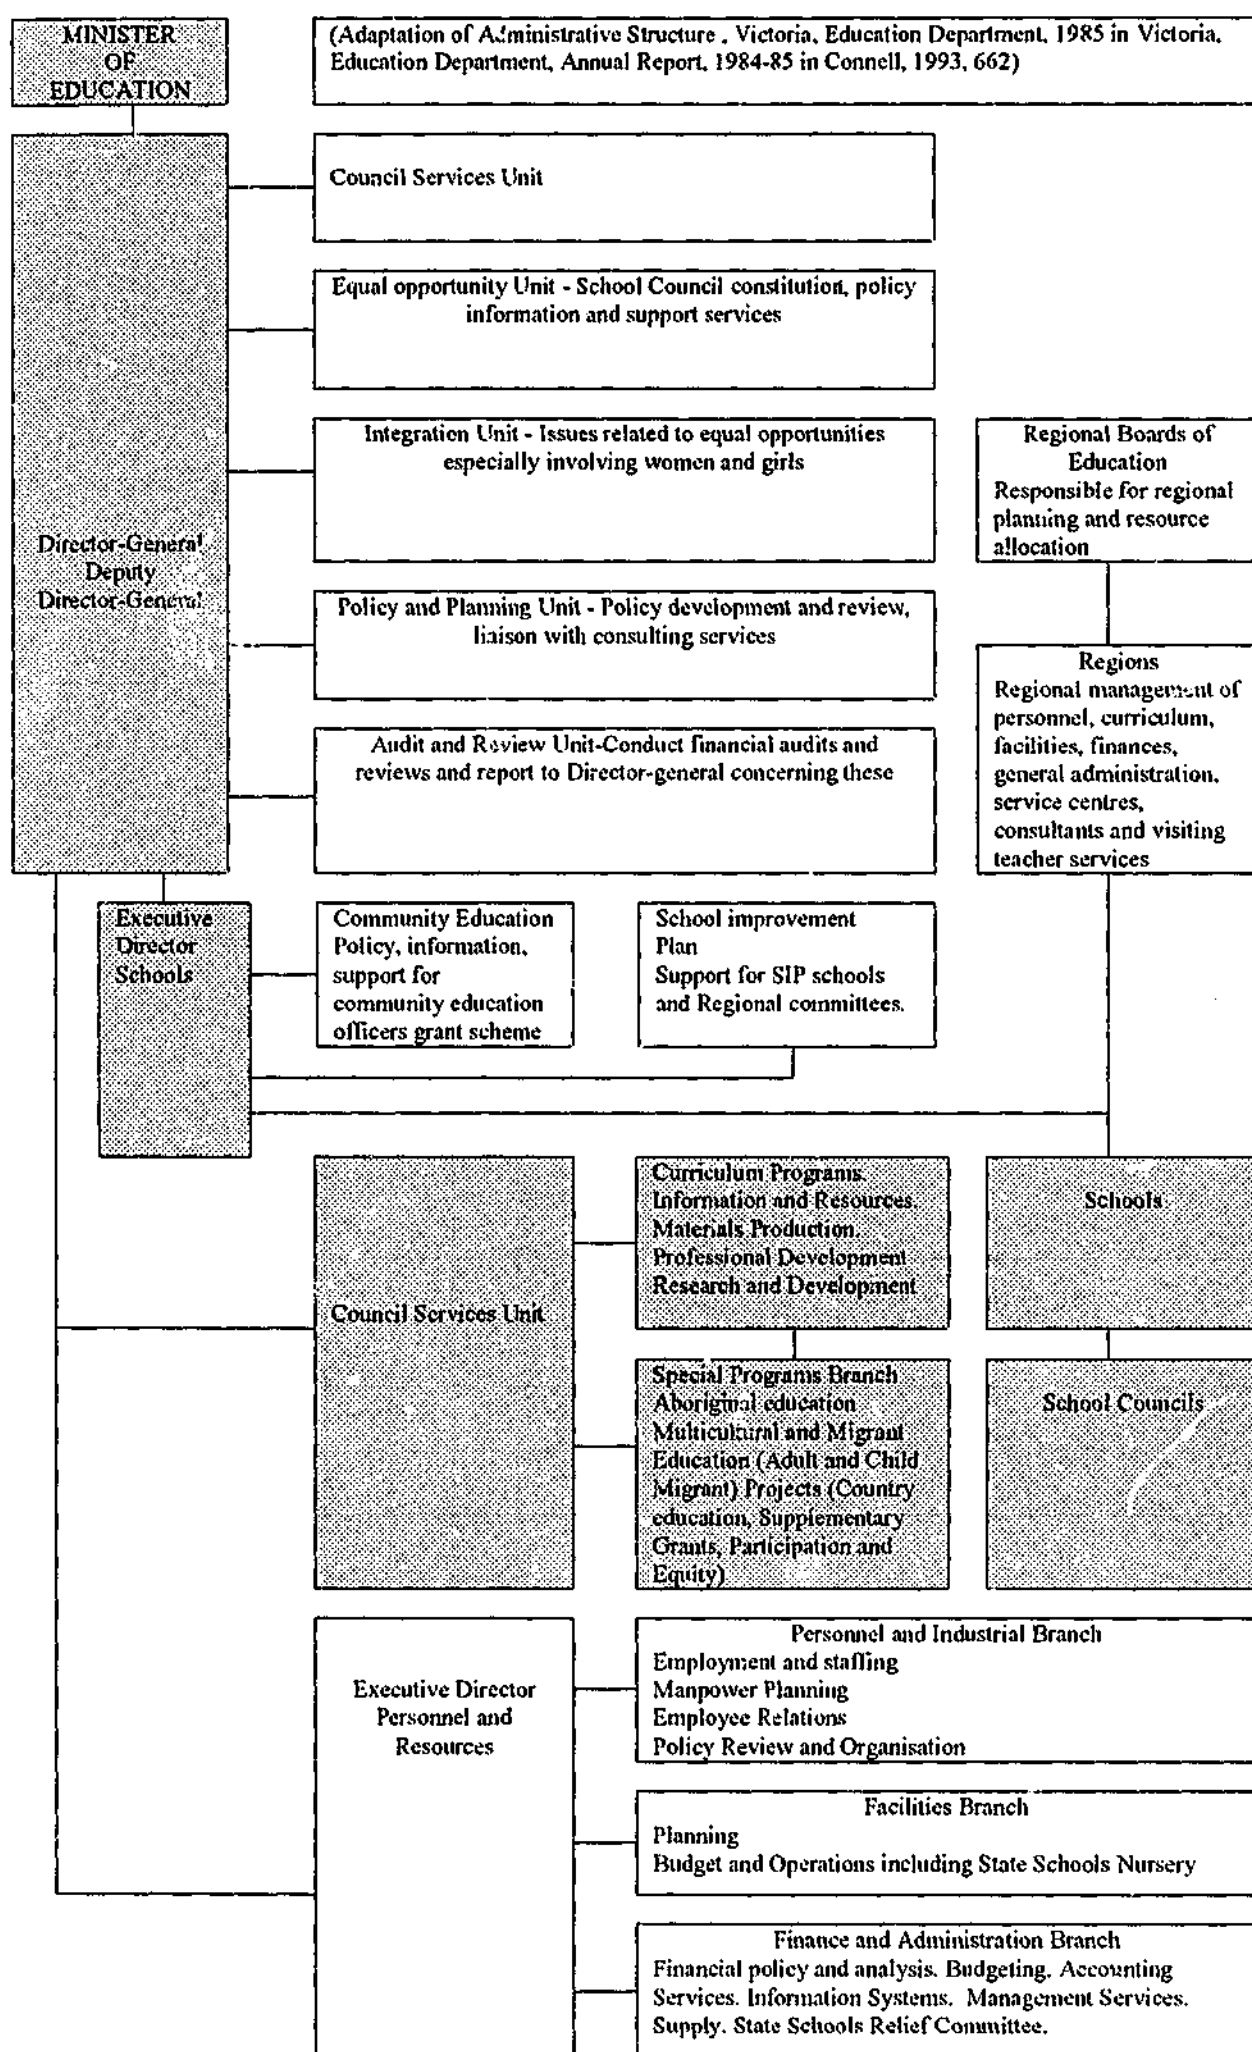 MINISTER
OF
EDUCATION
(Adaptation of Administrative Structure , Victoria, Education Department, 1985 in Victoria,
Education Department, Annual Report, 1984-85 in Connell, 1993, 662)
Council Services Unit
Equal opportunity Unit - School Council constitution, policy
information and support services
Integration Unit - Issues related to equal opportunities
especially involving women and girls
Regional Boards of
Education
Responsible for regional
planning and resource
allocation
Director-General
Deputy
Director-General
Policy and Planning Unit - Policy development and review,
liaison with consulting services
Regions
Regional management of
personnel, curriculum,
facilities, finances,
general administration,
service centres,
consultants and visiting
teacher services
Audit and Review Unit-Conduct financial audits and
reviews and report to Director-general concerning these
Executive
Director
Schools
Community Education
Policy, information,
support for
community education
officers grant scheme
School improvement
Plan
Support for SIP schools
and Regional committees.
Council Services Unit
Curriculum Programs.
Information and Resources.
Materials Production.
Professional Development
Research and Development
Schools
Special Programs Branch
Aboriginal education
Multicultural and Migrant
Education (Adult and Child
Migrant) Projects (Country
education, Supplementary
Grants, Participation and
Equity)
School Councils
Executive Director
Personnel and
Resources
Personnel and Industrial Branch
Employment and staffing
Manpower Planning
Employee Relations
Policy Review and Organisation
Facilities Branch
Planning
Budget and Operations including State Schools Nursery
Finance and Administration Branch
Financial policy and analysis. Budgeting. Accounting
Services. Information Systems. Management Services.
Supply. State Schools Relief Committee.